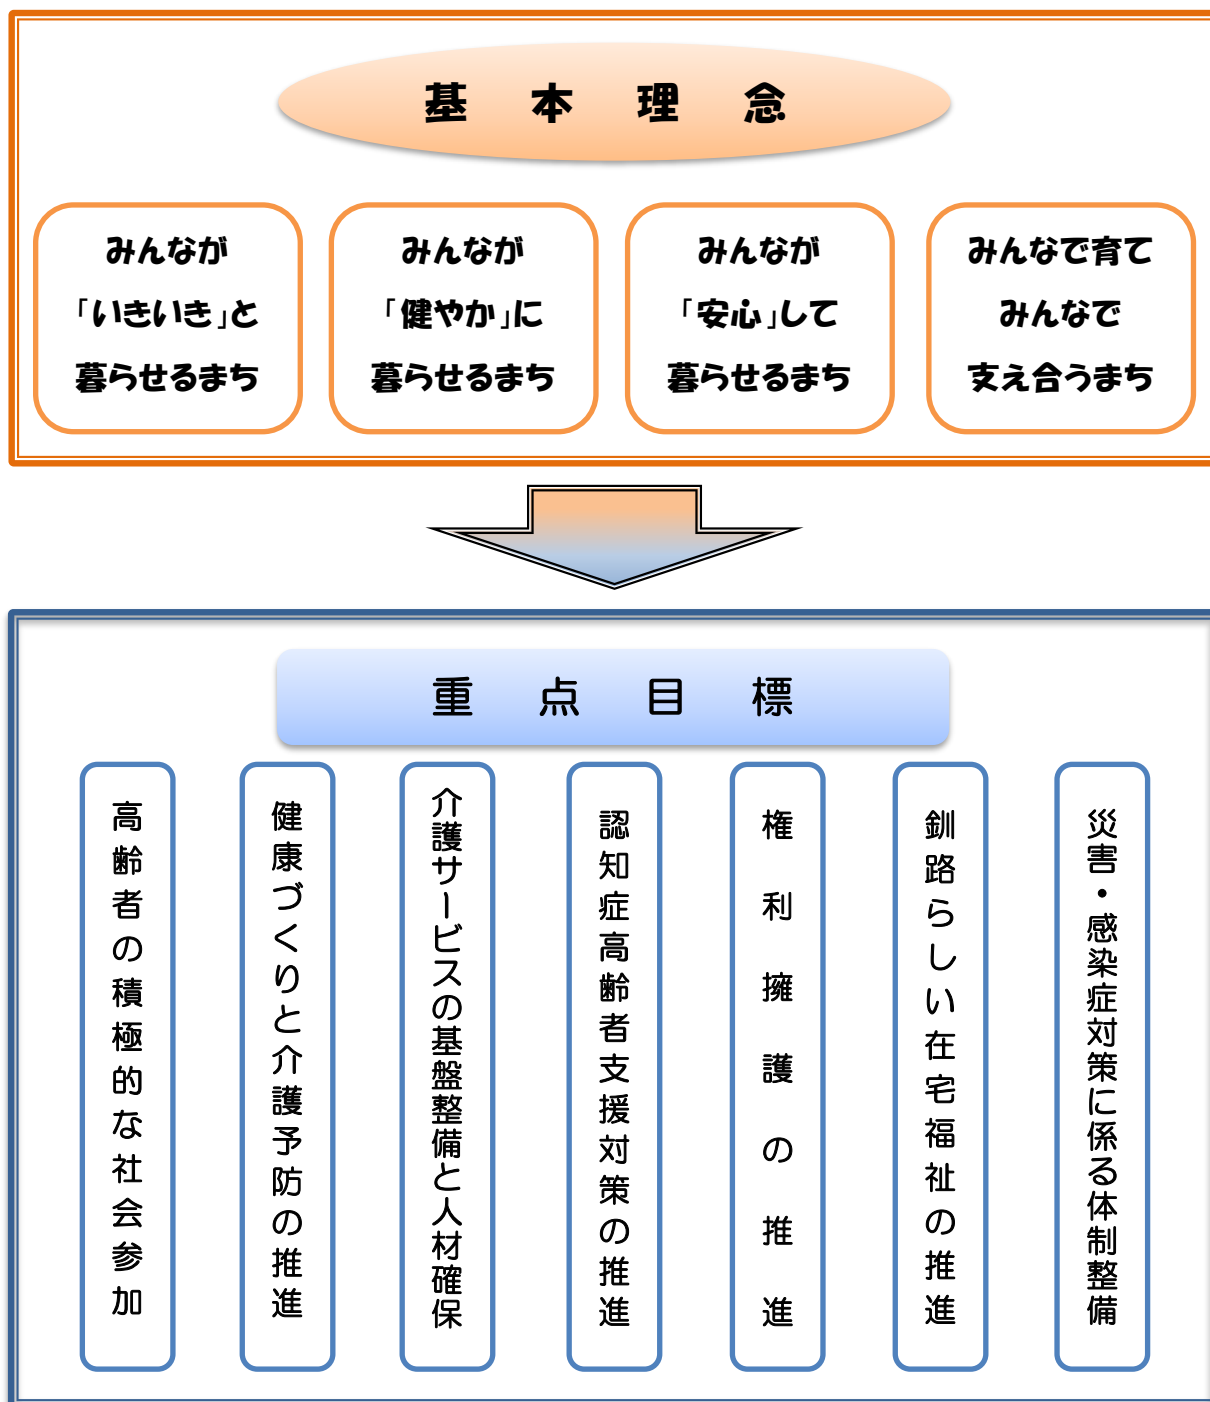 基本理念
みんなが
「いきいき」と
暮らせるまち
みんなが
「健やか」に
暮らせるまち
みんなが
「安心」して
暮らせるまち
みんなで育て
みんなで
支え合うまち
重点目標
高齢者の積極的な社会参加
健康づくりと介護予防の推進
介護サービスの基盤整備と人材確保
認知症高齢者支援対策の推進
権利擁護の推進
釧路らしい在宅福祉の推進
災害・感染症対策に係る体制整備